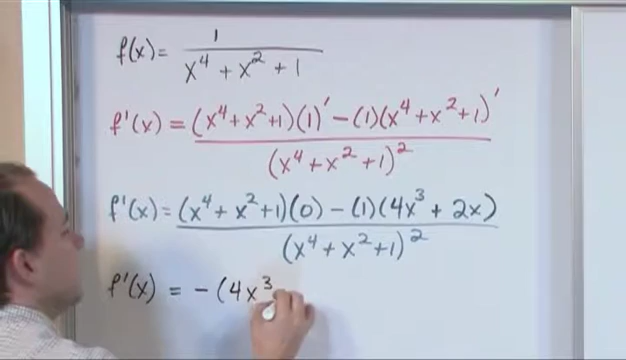 f(x) = 1 / x⁴ + x² + 1
f'(x) = (x⁴ + x² + 1)(1)' − (1)(x⁴ + x² + 1)' / (x⁴ + x² + 1)²
f'(x) = (x⁴ + x² + 1)(0) − (1)(4x³ + 2x) / (x⁴ + x² + 1)²
f'(x) = −(4x³